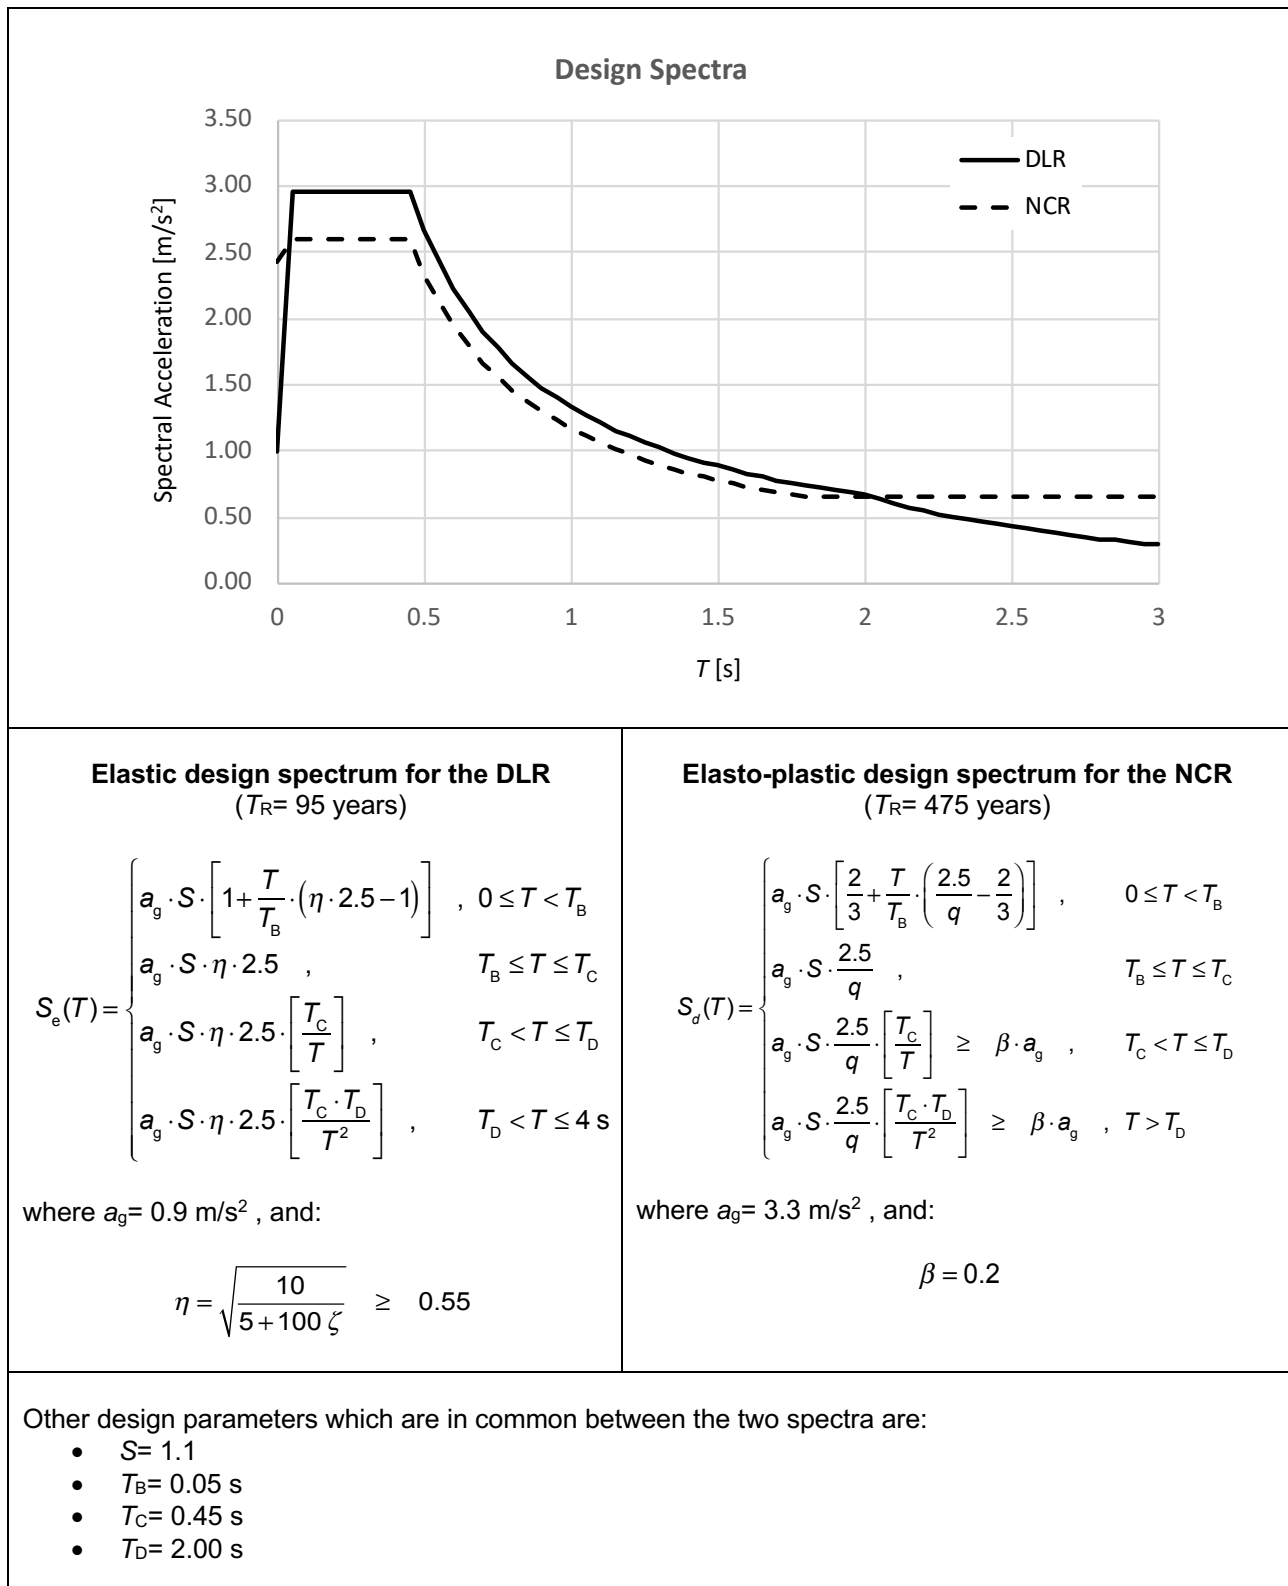 Design Spectra
3.50
3.00
2.50
2.00
1.50
1.00
0.50
0.00
Spectral Acceleration [m/s²]
DLR
NCR
0 0.5 1 1.5 2 2.5 3
T [s]
Elastic design spectrum for the DLR
(TR= 95 years)
Se(T) = { ag · S · [1 + T/TB · (η · 2.5 − 1)] , 0 ≤ T < TB
ag · S · η · 2.5 , TB ≤ T ≤ TC
ag · S · η · 2.5 · [TC/T] , TC < T ≤ TD
ag · S · η · 2.5 · [TC · TD/T²] , TD < T ≤ 4 s
where ag= 0.9 m/s² , and:
η = √(10/(5 + 100 ζ)) ≥ 0.55
Elasto-plastic design spectrum for the NCR
(TR= 475 years)
Sd(T) = { ag · S · [2/3 + T/TB · (2.5/q − 2/3)] , 0 ≤ T < TB
ag · S · 2.5/q , TB ≤ T ≤ TC
ag · S · 2.5/q · [TC/T] ≥ β · ag , TC < T ≤ TD
ag · S · 2.5/q · [TC · TD/T²] ≥ β · ag , T > TD
where ag= 3.3 m/s² , and:
β = 0.2
Other design parameters which are in common between the two spectra are:
• S= 1.1
• TB= 0.05 s
• TC= 0.45 s
• TD= 2.00 s